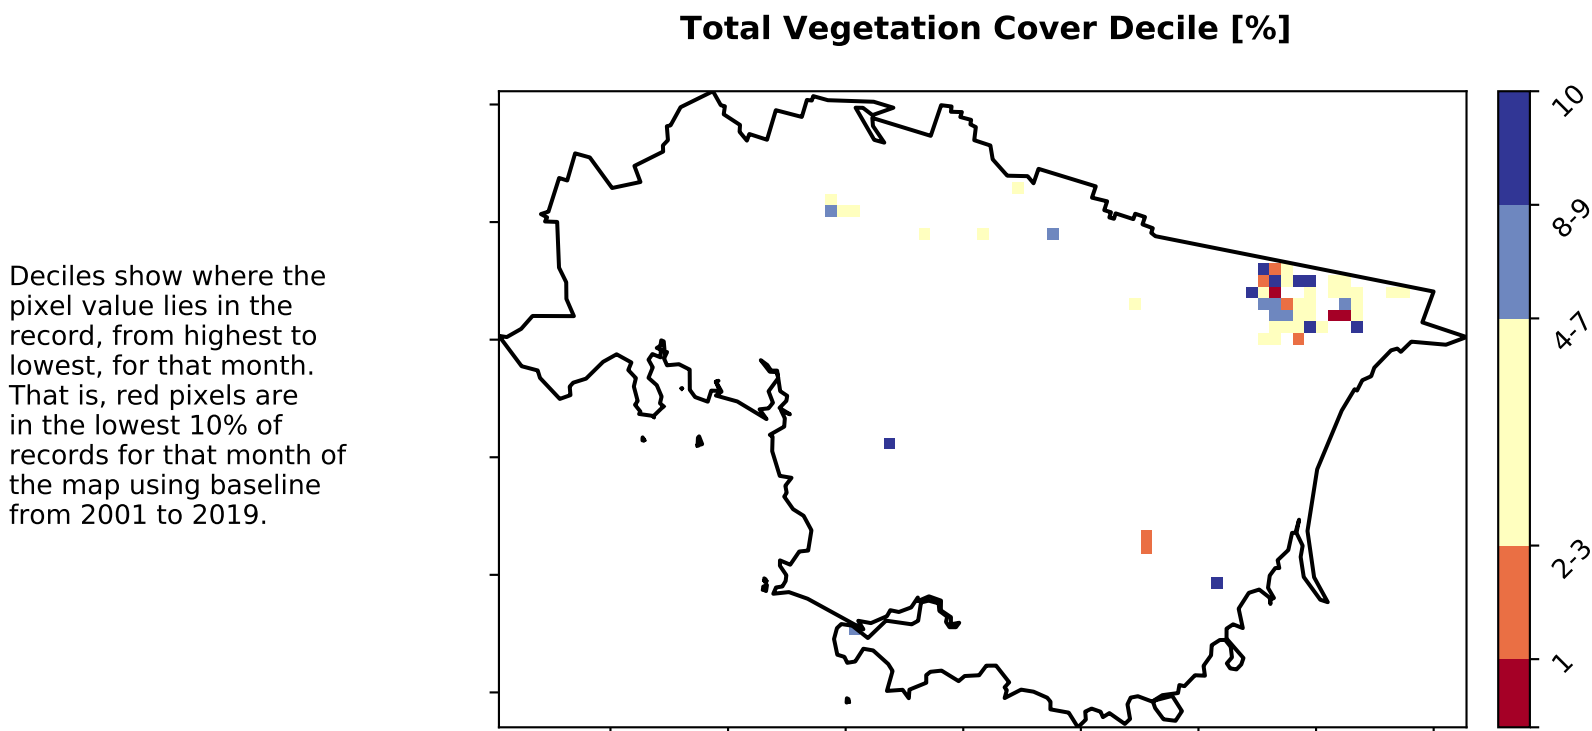 Total Vegetation Cover Decile [%]
Deciles show where the
pixel value lies in the
record, from highest to
lowest, for that month.
That is, red pixels are
in the lowest 10% of
records for that month of
the map using baseline
from 2001 to 2019.
10
8-9
4-7
2-3
1